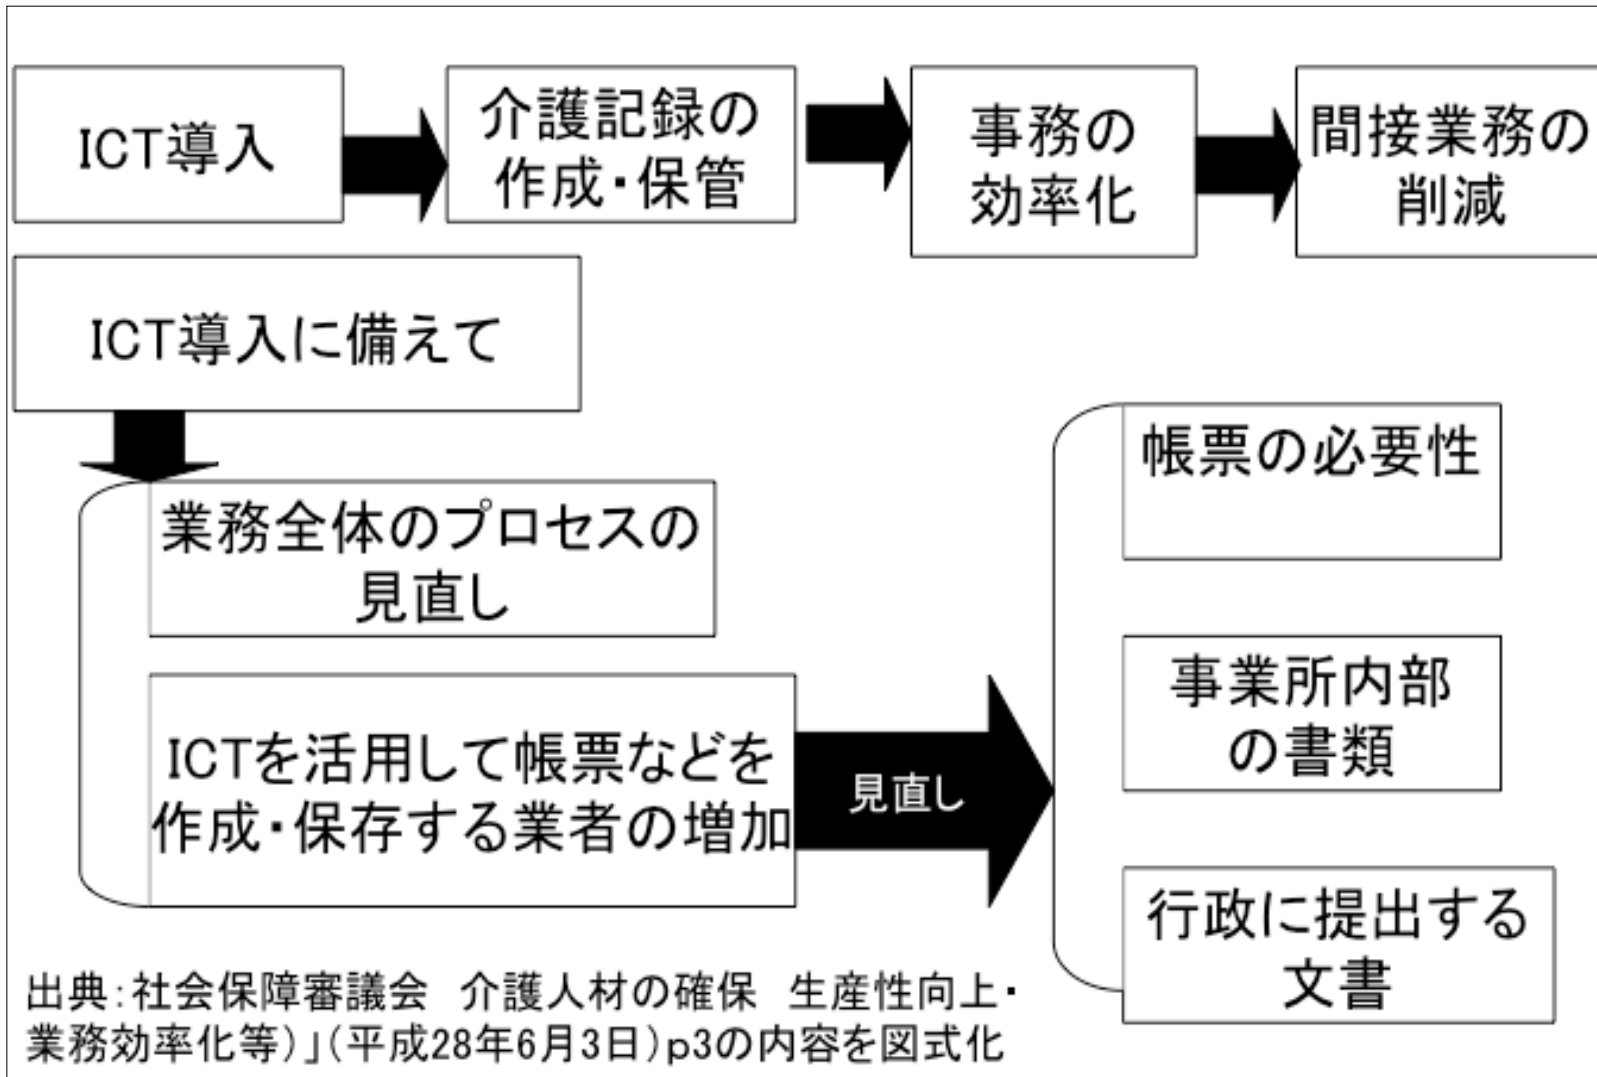 ICT導入
介護記録の
作成・保管
事務の
効率化
間接業務の
削減
ICT導入に備えて
業務全体のプロセスの
見直し
ICTを活用して帳票などを
作成・保存する業者の増加
見直し
帳票の必要性
事業所内部
の書類
行政に提出する
文書
出典:社会保障審議会　介護人材の確保　生産性向上・
業務効率化等)」(平成28年6月3日)p3の内容を図式化